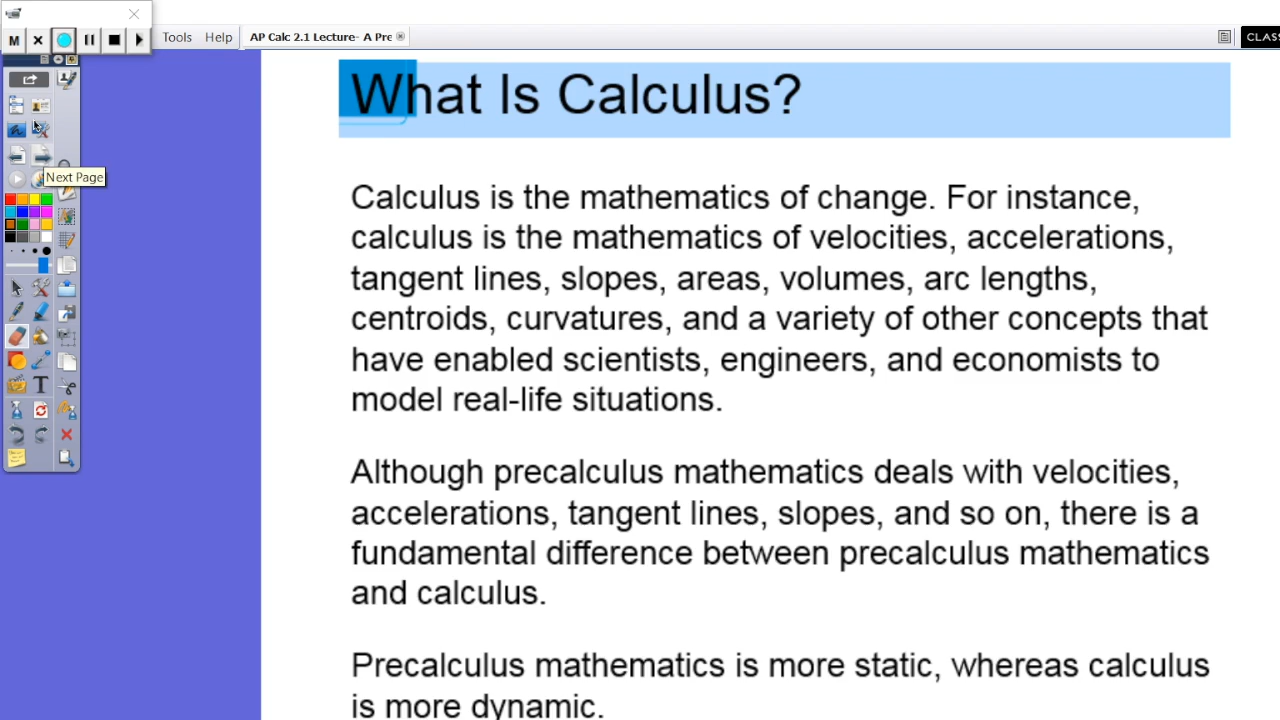 M
Tools Help AP Calc 2.1 Lecture- A Pre
CLASS
Next Page
T
What Is Calculus?
Calculus is the mathematics of change. For instance,
calculus is the mathematics of velocities, accelerations,
tangent lines, slopes, areas, volumes, arc lengths,
centroids, curvatures, and a variety of other concepts that
have enabled scientists, engineers, and economists to
model real-life situations.
Although precalculus mathematics deals with velocities,
accelerations, tangent lines, slopes, and so on, there is a
fundamental difference between precalculus mathematics
and calculus.
Precalculus mathematics is more static, whereas calculus
is more dynamic.